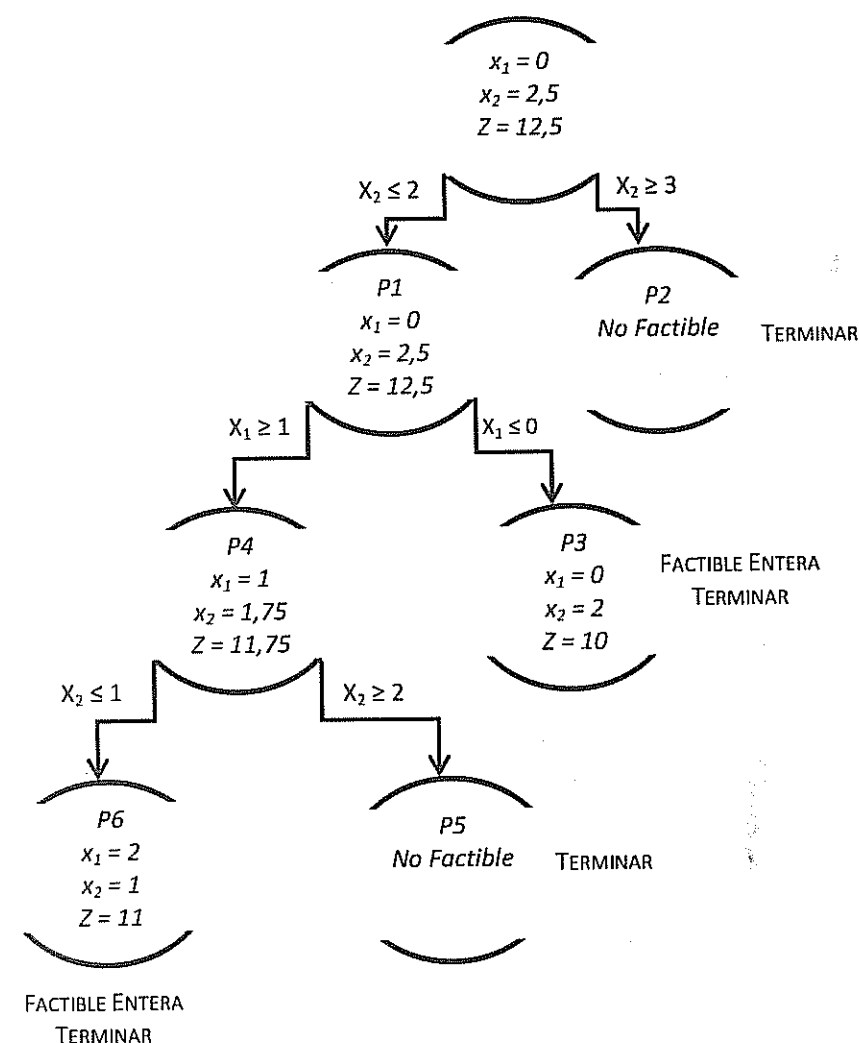 x₁ = 0
x₂ = 2,5
Z = 12,5
X₂ ≤ 2
X₂ ≥ 3
P1
x₁ = 0
x₂ = 2,5
Z = 12,5
P2
No Factible
TERMINAR
X₁ ≥ 1
X₁ ≤ 0
P4
x₁ = 1
x₂ = 1,75
Z = 11,75
P3
x₁ = 0
x₂ = 2
Z = 10
FACTIBLE ENTERA
TERMINAR
X₂ ≤ 1
X₂ ≥ 2
P6
x₁ = 2
x₂ = 1
Z = 11
P5
No Factible
TERMINAR
FACTIBLE ENTERA
TERMINAR